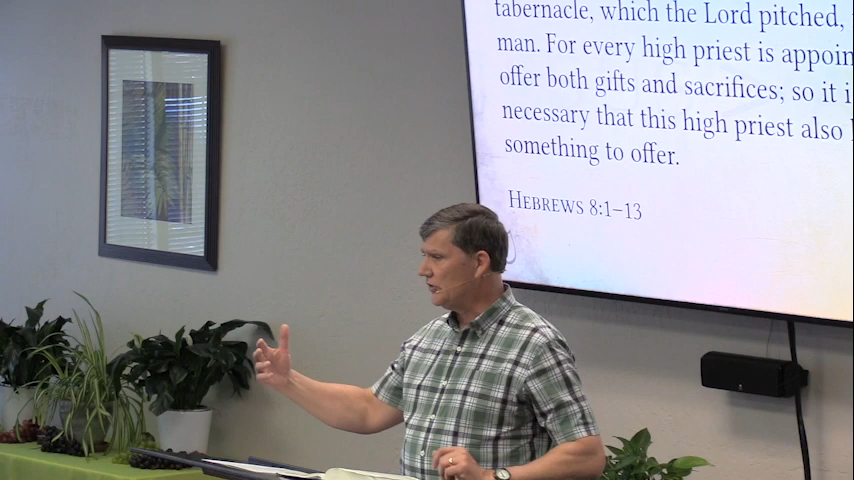 tabernacle, which the Lord pitched,
man. For every high priest is appoin
offer both gifts and sacrifices; so it i
necessary that this high priest also
something to offer.
HEBREWS 8:1–13